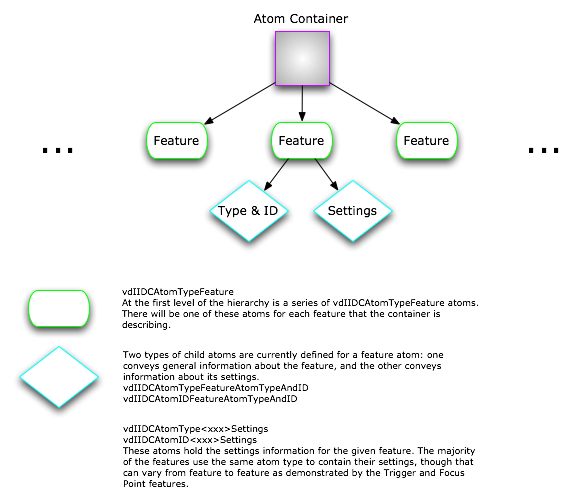 Atom Container
Feature
Feature
Feature
...
...
Type & ID
Settings
vdIIDCAtomTypeFeature
At the first level of the hierarchy is a series of vdIIDCAtomTypeFeature atoms.
There will be one of these atoms for each feature that the container is
describing.
Two types of child atoms are currently defined for a feature atom: one
conveys general information about the feature, and the other conveys
information about its settings.
vdIIDCAtomTypeFeatureAtomTypeAndID
vdIIDCAtomIDFeatureAtomTypeAndID
vdIIDCAtomType<xxx>Settings
vdIIDCAtomID<xxx>Settings
These atoms hold the settings information for the given feature. The majority
of the features use the same atom type to contain their settings, though that
can vary from feature to feature as demonstrated by the Trigger and Focus
Point features.